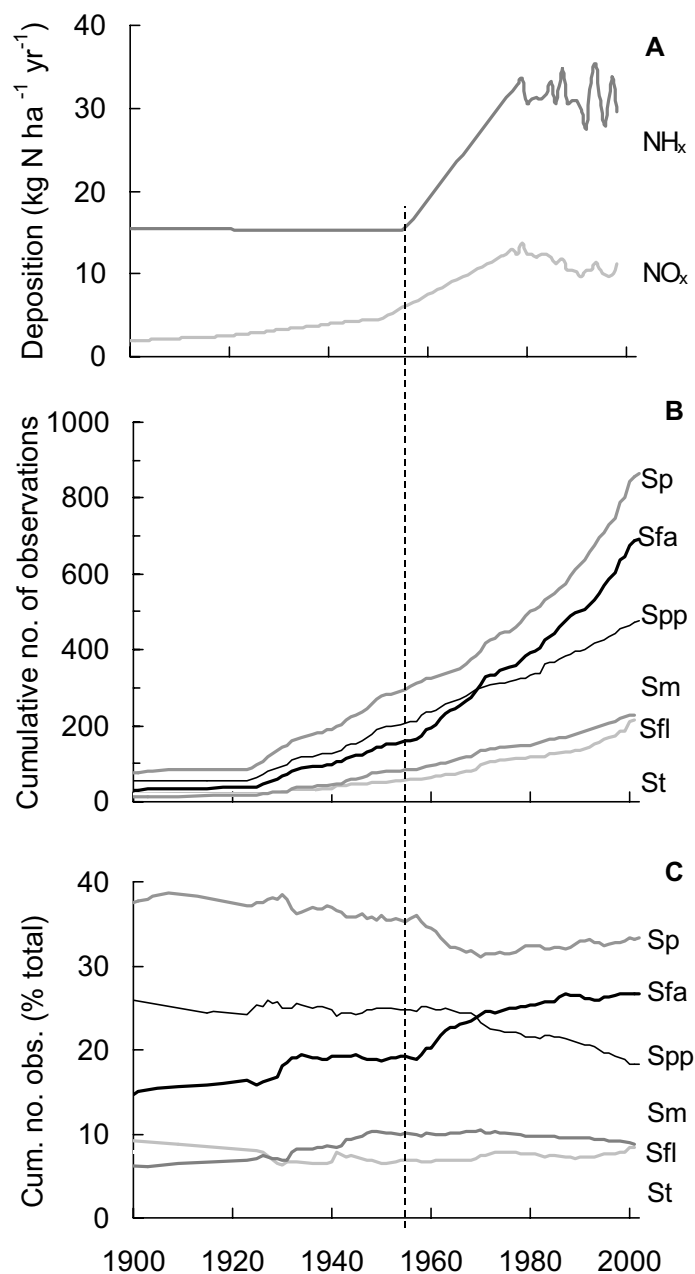 A
Deposition (kg N ha⁻¹ yr⁻¹)
40
30
20
10
0
NHₓ
NOₓ
B
Cumulative no. of observations
1000
800
600
400
200
0
Sp
Sfa
Spp
Sm
Sfl
St
C
Cum. no. obs. (% total)
40
30
20
10
0
Sp
Sfa
Spp
Sm
Sfl
St
1900 1920 1940 1960 1980 2000